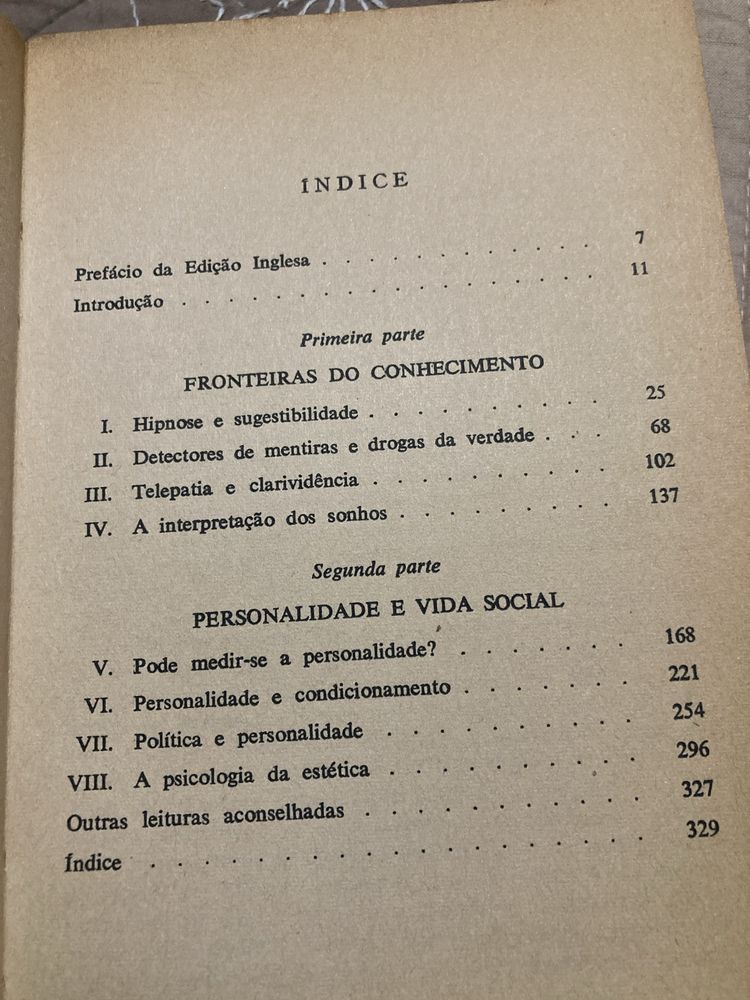 ÍNDICE
Prefácio da Edição Inglesa . . . . . . . . . . . . 7
Introdução . . . . . . . . . . . . . . . 11
Primeira parte
FRONTEIRAS DO CONHECIMENTO
I. Hipnose e sugestibilidade . . . . . . . . . . 25
II. Detectores de mentiras e drogas da verdade . . . 68
III. Telepatia e clarividência . . . . . . . . . . 102
IV. A interpretação dos sonhos . . . . . . . . . 137
Segunda parte
PERSONALIDADE E VIDA SOCIAL
V. Pode medir-se a personalidade? . . . . . . . 168
VI. Personalidade e condicionamento . . . . . . . 221
VII. Política e personalidade . . . . . . . . . . 254
VIII. A psicologia da estética . . . . . . . . . . 296
Outras leituras aconselhadas . . . . . . . . . . . 327
Índice . . . . . . . . . . . . . . . . . . . 329